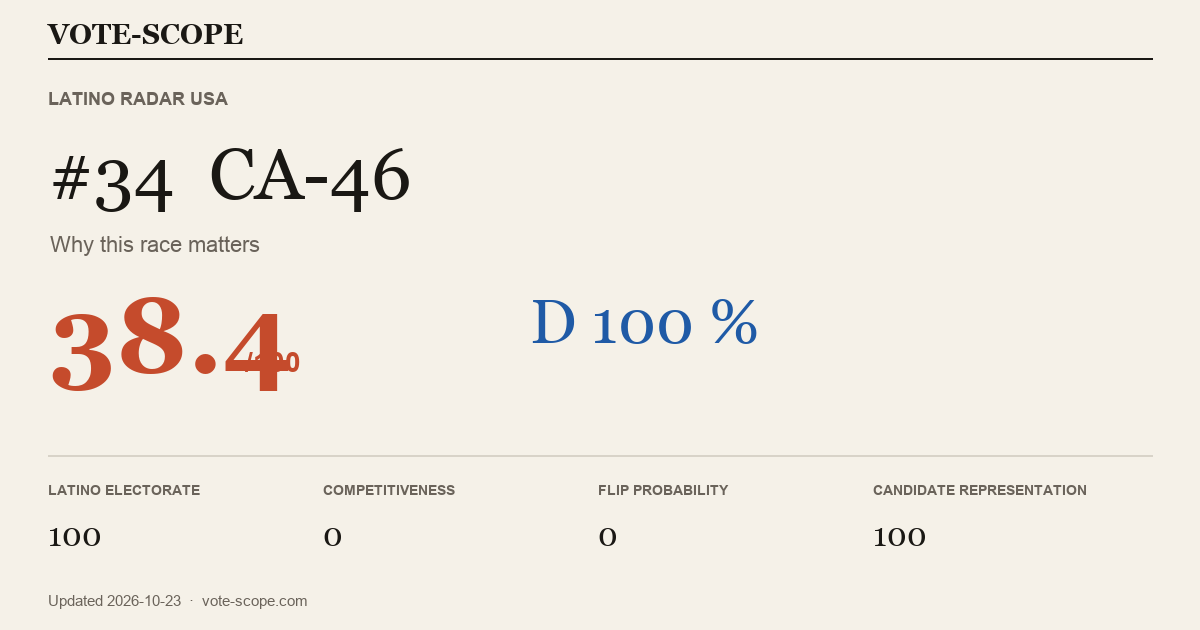 VOTE-SCOPE
LATINO RADAR USA
#34 CA-46
Why this race matters
38.4 /100
D 100 %
LATINO ELECTORATE
COMPETITIVENESS
FLIP PROBABILITY
CANDIDATE REPRESENTATION
100
0
0
100
Updated 2026-10-23 · vote-scope.com